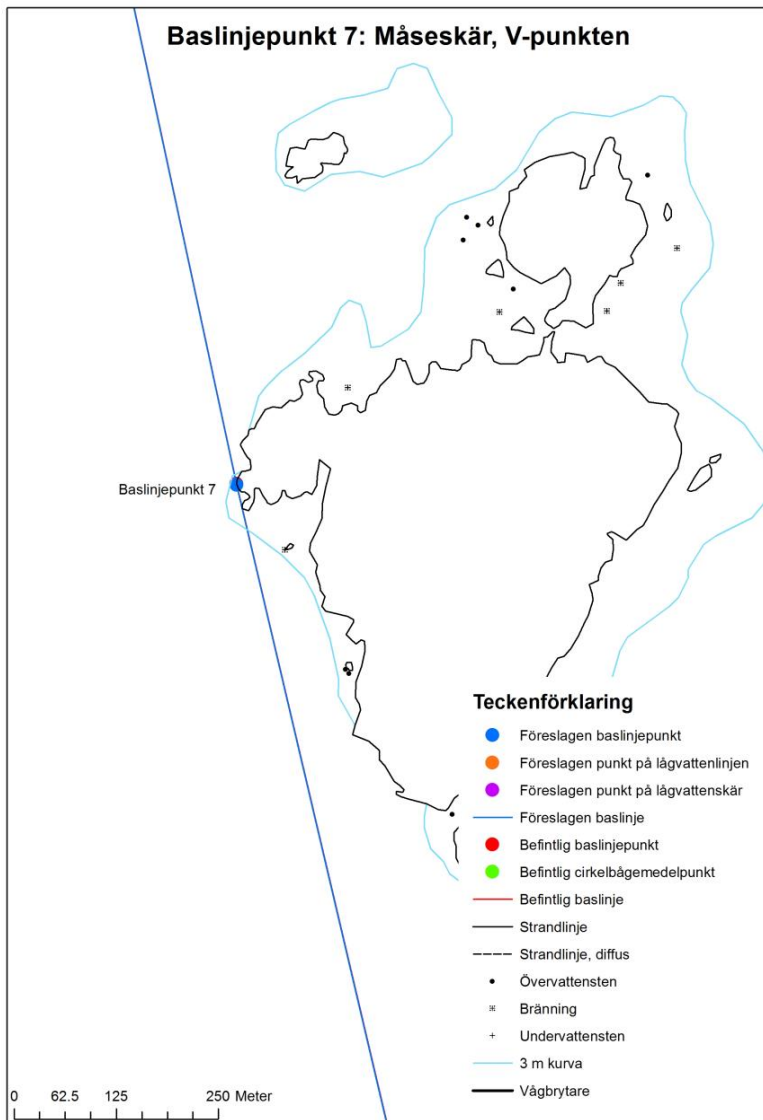 Baslinjepunkt 7: Måseskär, V-punkten
Baslinjepunkt 7
Teckenförklaring
Föreslagen baslinjepunkt
Föreslagen punkt på lågvattenlinjen
Föreslagen punkt på lågvattenskär
Föreslagen baslinje
Befintlig baslinjepunkt
Befintlig cirkelbågemedelpunkt
Befintlig baslinje
Strandlinje
Strandlinje, diffus
Övervattensten
Bränning
Undervattensten
3 m kurva
Vågbrytare
0 62.5 125 250 Meter